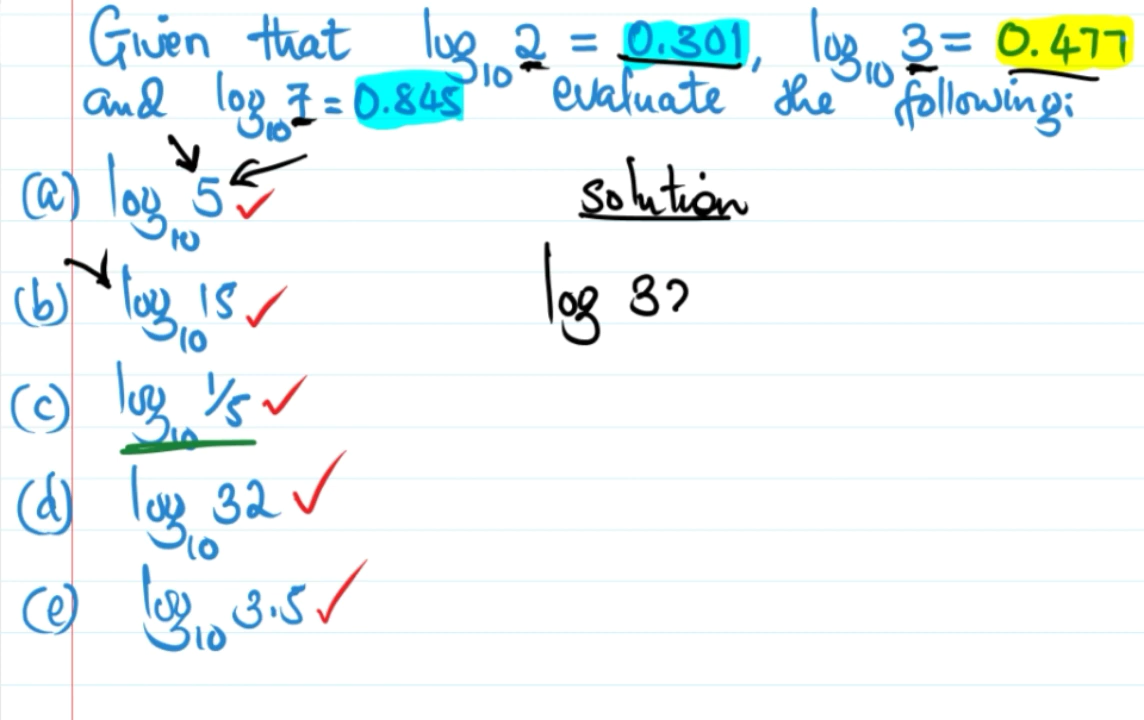 Given that log₁₀ 2 = 0.301, log₁₀ 3 = 0.477
and log₁₀ 7 = 0.845 evaluate the following:
(a) log₁₀ 5
solution
(b) log₁₀ 15
log 32
(c) log₁₀ 1/5
(d) log₁₀ 32
(e) log₁₀ 3.5